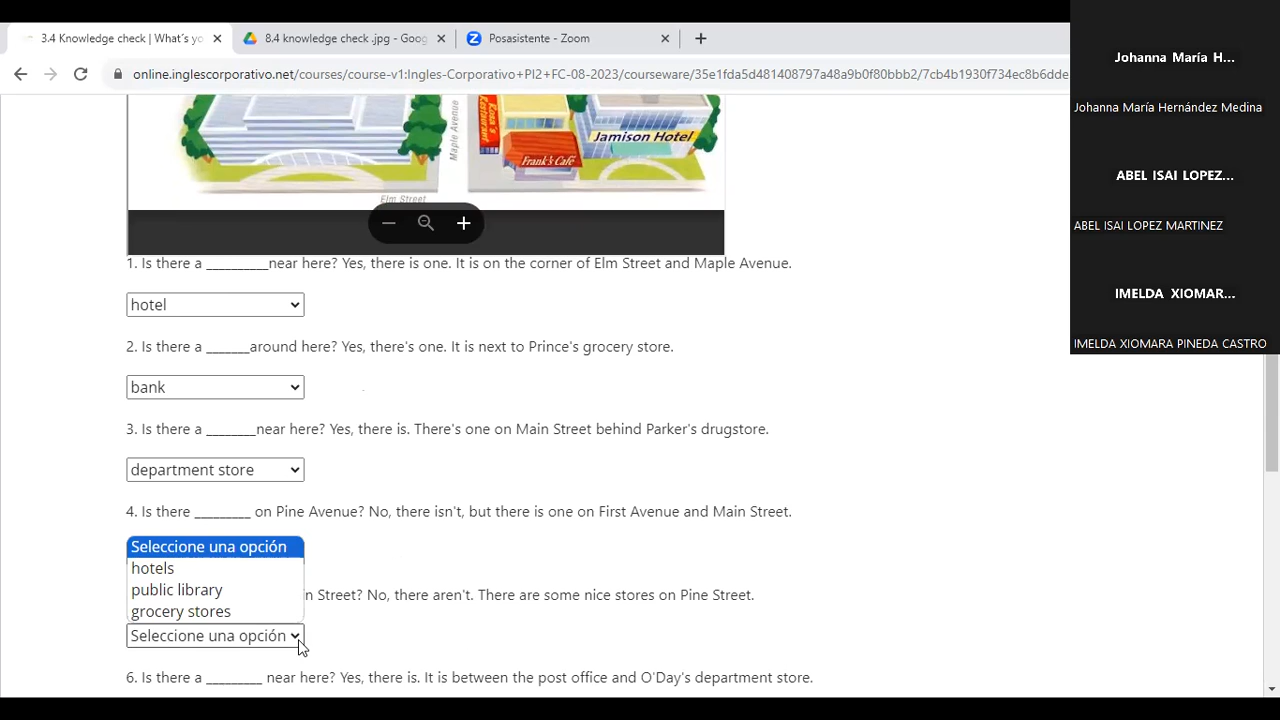 3.4 Knowledge check | What's yo
8.4 knowledge check .jpg - Goog
Posasistente - Zoom
online.inglescorporativo.net/courses/course-v1:Ingles-Corporativo+PI2+FC-08-2023/courseware/35e1fda5d481408797a48a9b0f80bbb2/7cb4b1930f734ec8b6dde
Johanna María H...
Johanna María Hernández Medina
ABEL ISAI LOPEZ...
ABEL ISAI LOPEZ MARTINEZ
IMELDA XIOMAR...
IMELDA XIOMARA PINEDA CASTRO
Maple Avenue
Rosa's Restaurant
Frank's Café
Jamison Hotel
Elm Street
1. Is there a __________near here? Yes, there is one. It is on the corner of Elm Street and Maple Avenue.
hotel
2. Is there a _______around here? Yes, there's one. It is next to Prince's grocery store.
bank
3. Is there a ________near here? Yes, there is. There's one on Main Street behind Parker's drugstore.
department store
4. Is there _________ on Pine Avenue? No, there isn't, but there is one on First Avenue and Main Street.
Seleccione una opción
hotels
public library
grocery stores
n Street? No, there aren't. There are some nice stores on Pine Street.
Seleccione una opción
6. Is there a _________ near here? Yes, there is. It is between the post office and O'Day's department store.